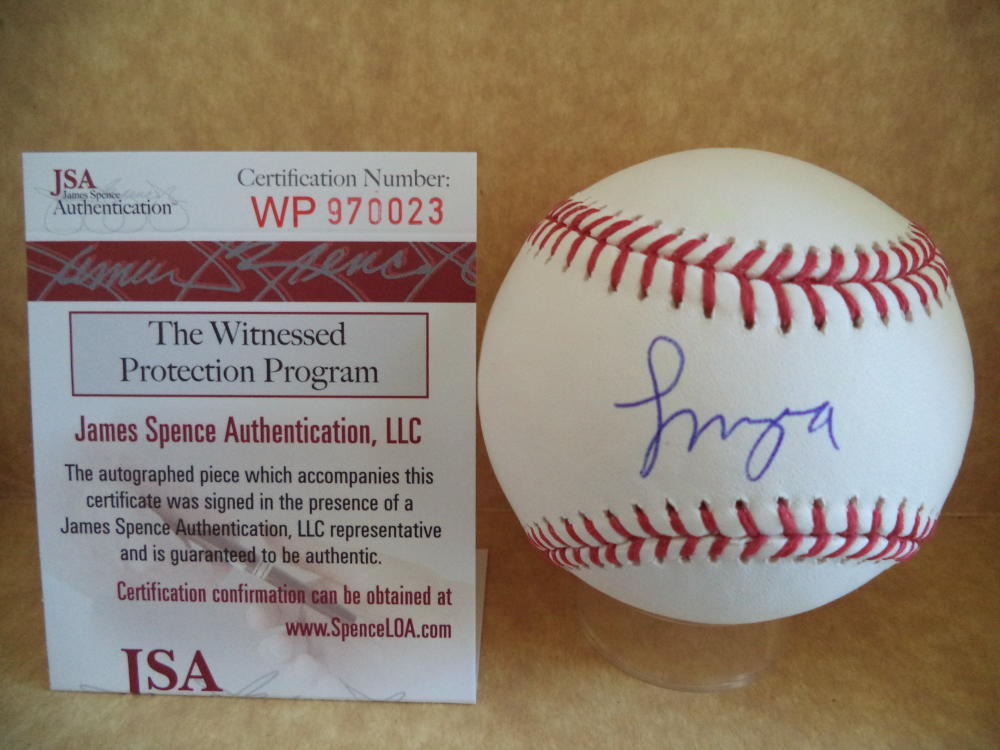 JSA
James Spence
Authentication
Certification Number:
WP 970023
The Witnessed
Protection Program
James Spence Authentication, LLC
The autographed piece which accompanies this
certificate was signed in the presence of a
James Spence Authentication, LLC representative
and is guaranteed to be authentic.
Certification confirmation can be obtained at
www.SpenceLOA.com
JSA